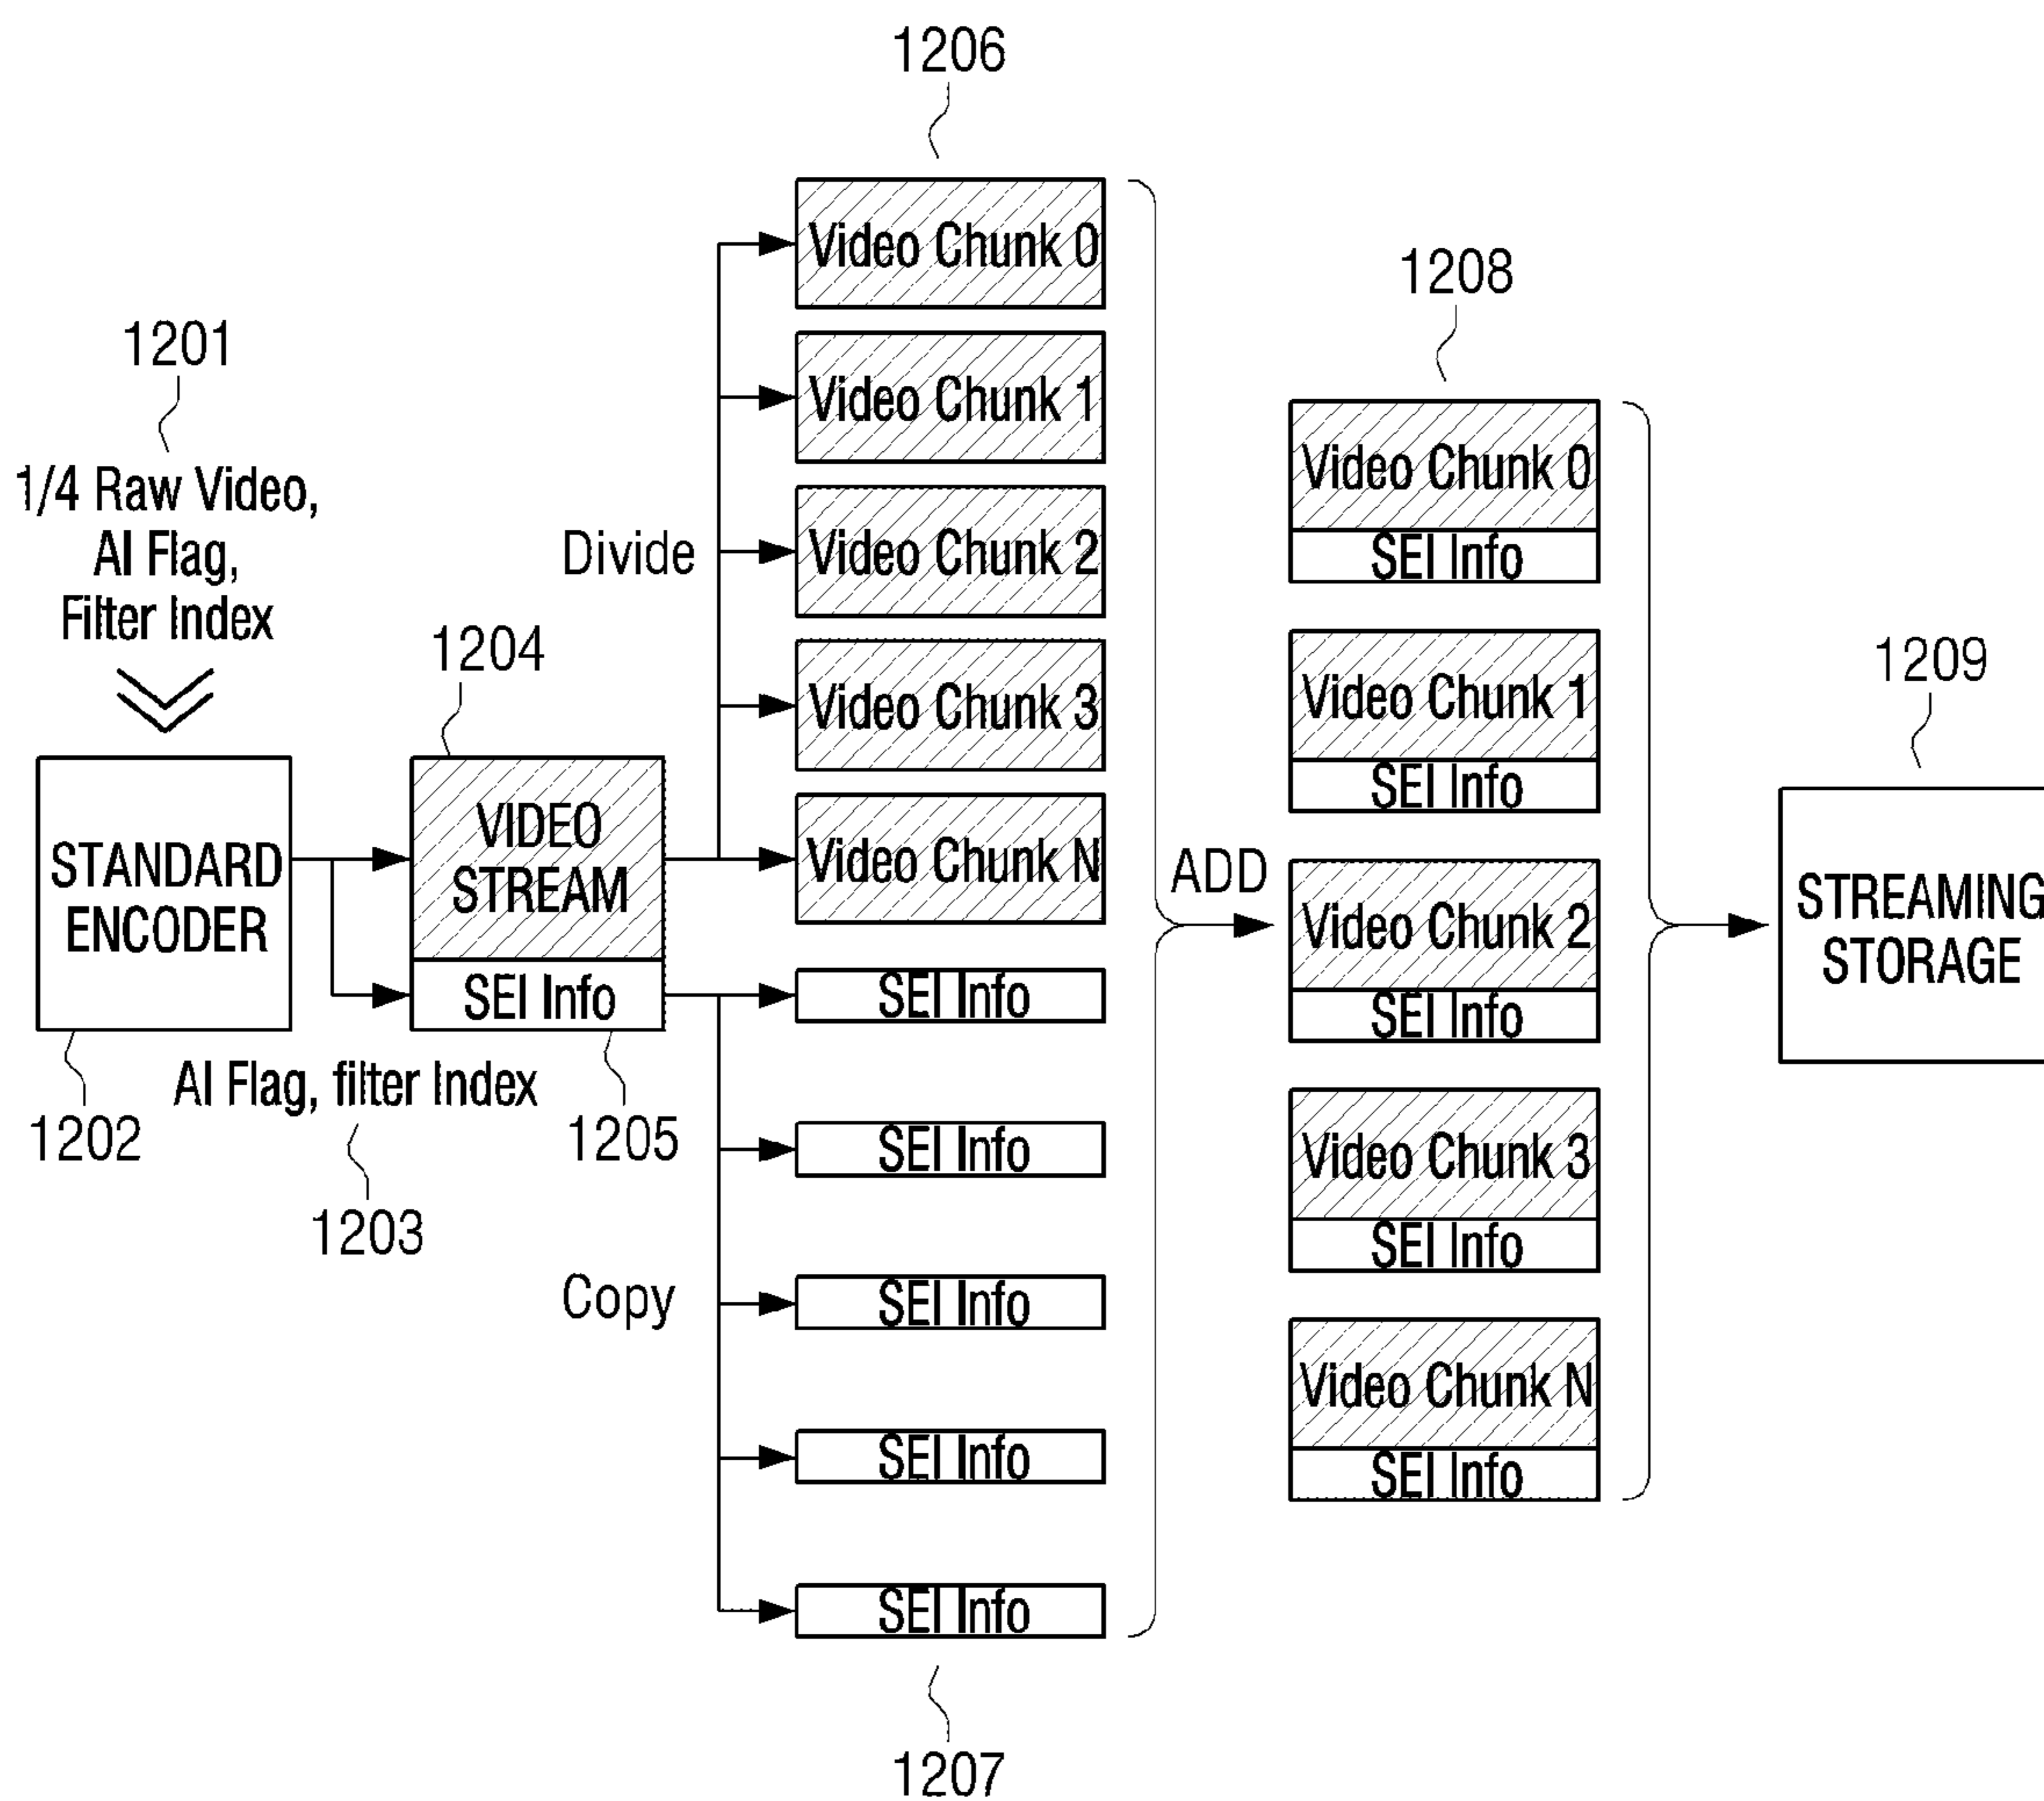 1206
1208
1201
1209
1/4 Raw Video,
AI Flag,
Filter Index
1204
STANDARD
ENCODER
VIDEO
STREAM
SEI Info
1202
AI Flag, filter Index
1205
1203
Divide
Copy
Video Chunk 0
Video Chunk 1
Video Chunk 2
Video Chunk 3
Video Chunk N
SEI Info
SEI Info
SEI Info
SEI Info
SEI Info
1207
ADD
Video Chunk 0
SEI Info
Video Chunk 1
SEI Info
Video Chunk 2
SEI Info
Video Chunk 3
SEI Info
Video Chunk N
SEI Info
STREAMING
STORAGE